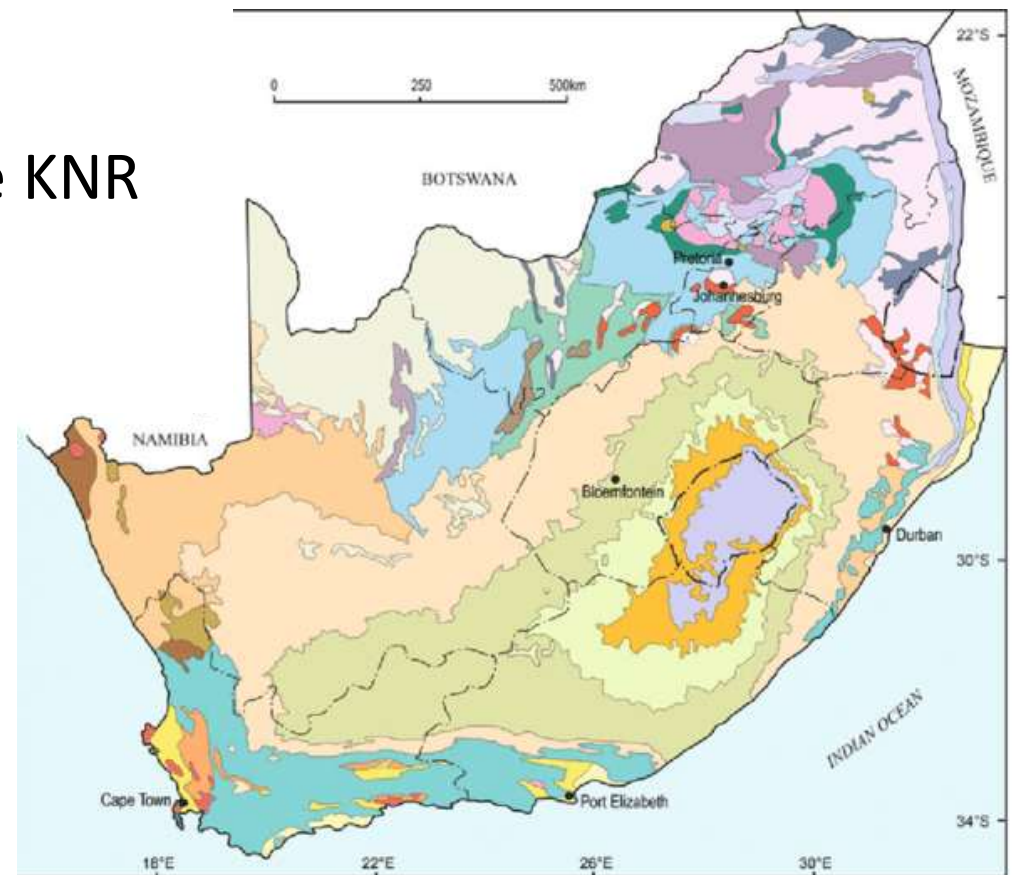 22°S
0 250 500km
MOZAMBIQUE
e KNR
BOTSWANA
Pretoria
Johannesburg
NAMIBIA
Bloemfontein
Durban
30°S
INDIAN OCEAN
Cape Town
Port Elizabeth
34°S
18°E 22°E 26°E 30°E